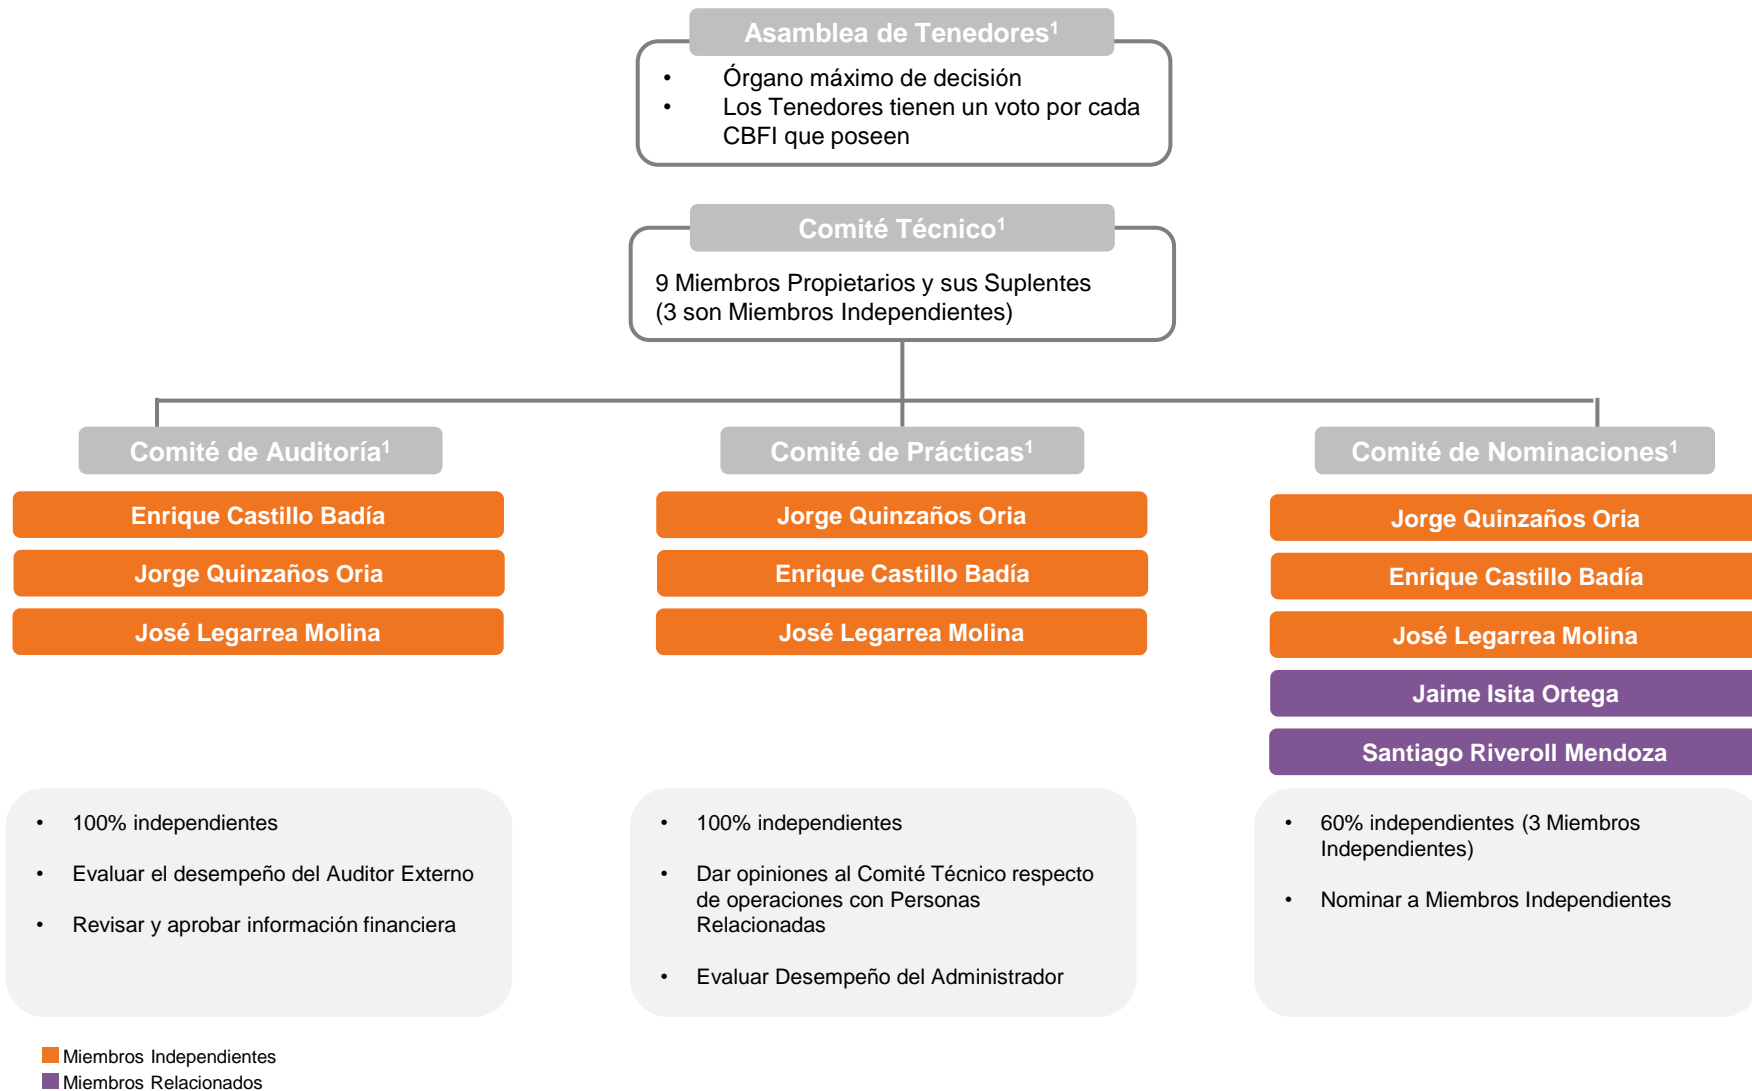 Asamblea de Tenedores¹
• Órgano máximo de decisión
• Los Tenedores tienen un voto por cada
CBFI que poseen
Comité Técnico¹
9 Miembros Propietarios y sus Suplentes
(3 son Miembros Independientes)
Comité de Auditoría¹
Enrique Castillo Badía
Jorge Quinzaños Oria
José Legarrea Molina
• 100% independientes
• Evaluar el desempeño del Auditor Externo
• Revisar y aprobar información financiera
Comité de Prácticas¹
Jorge Quinzaños Oria
Enrique Castillo Badía
José Legarrea Molina
• 100% independientes
• Dar opiniones al Comité Técnico respecto
de operaciones con Personas
Relacionadas
• Evaluar Desempeño del Administrador
Comité de Nominaciones¹
Jorge Quinzaños Oria
Enrique Castillo Badía
José Legarrea Molina
Jaime Isita Ortega
Santiago Riveroll Mendoza
• 60% independientes (3 Miembros
Independientes)
• Nominar a Miembros Independientes
Miembros Independientes
Miembros Relacionados